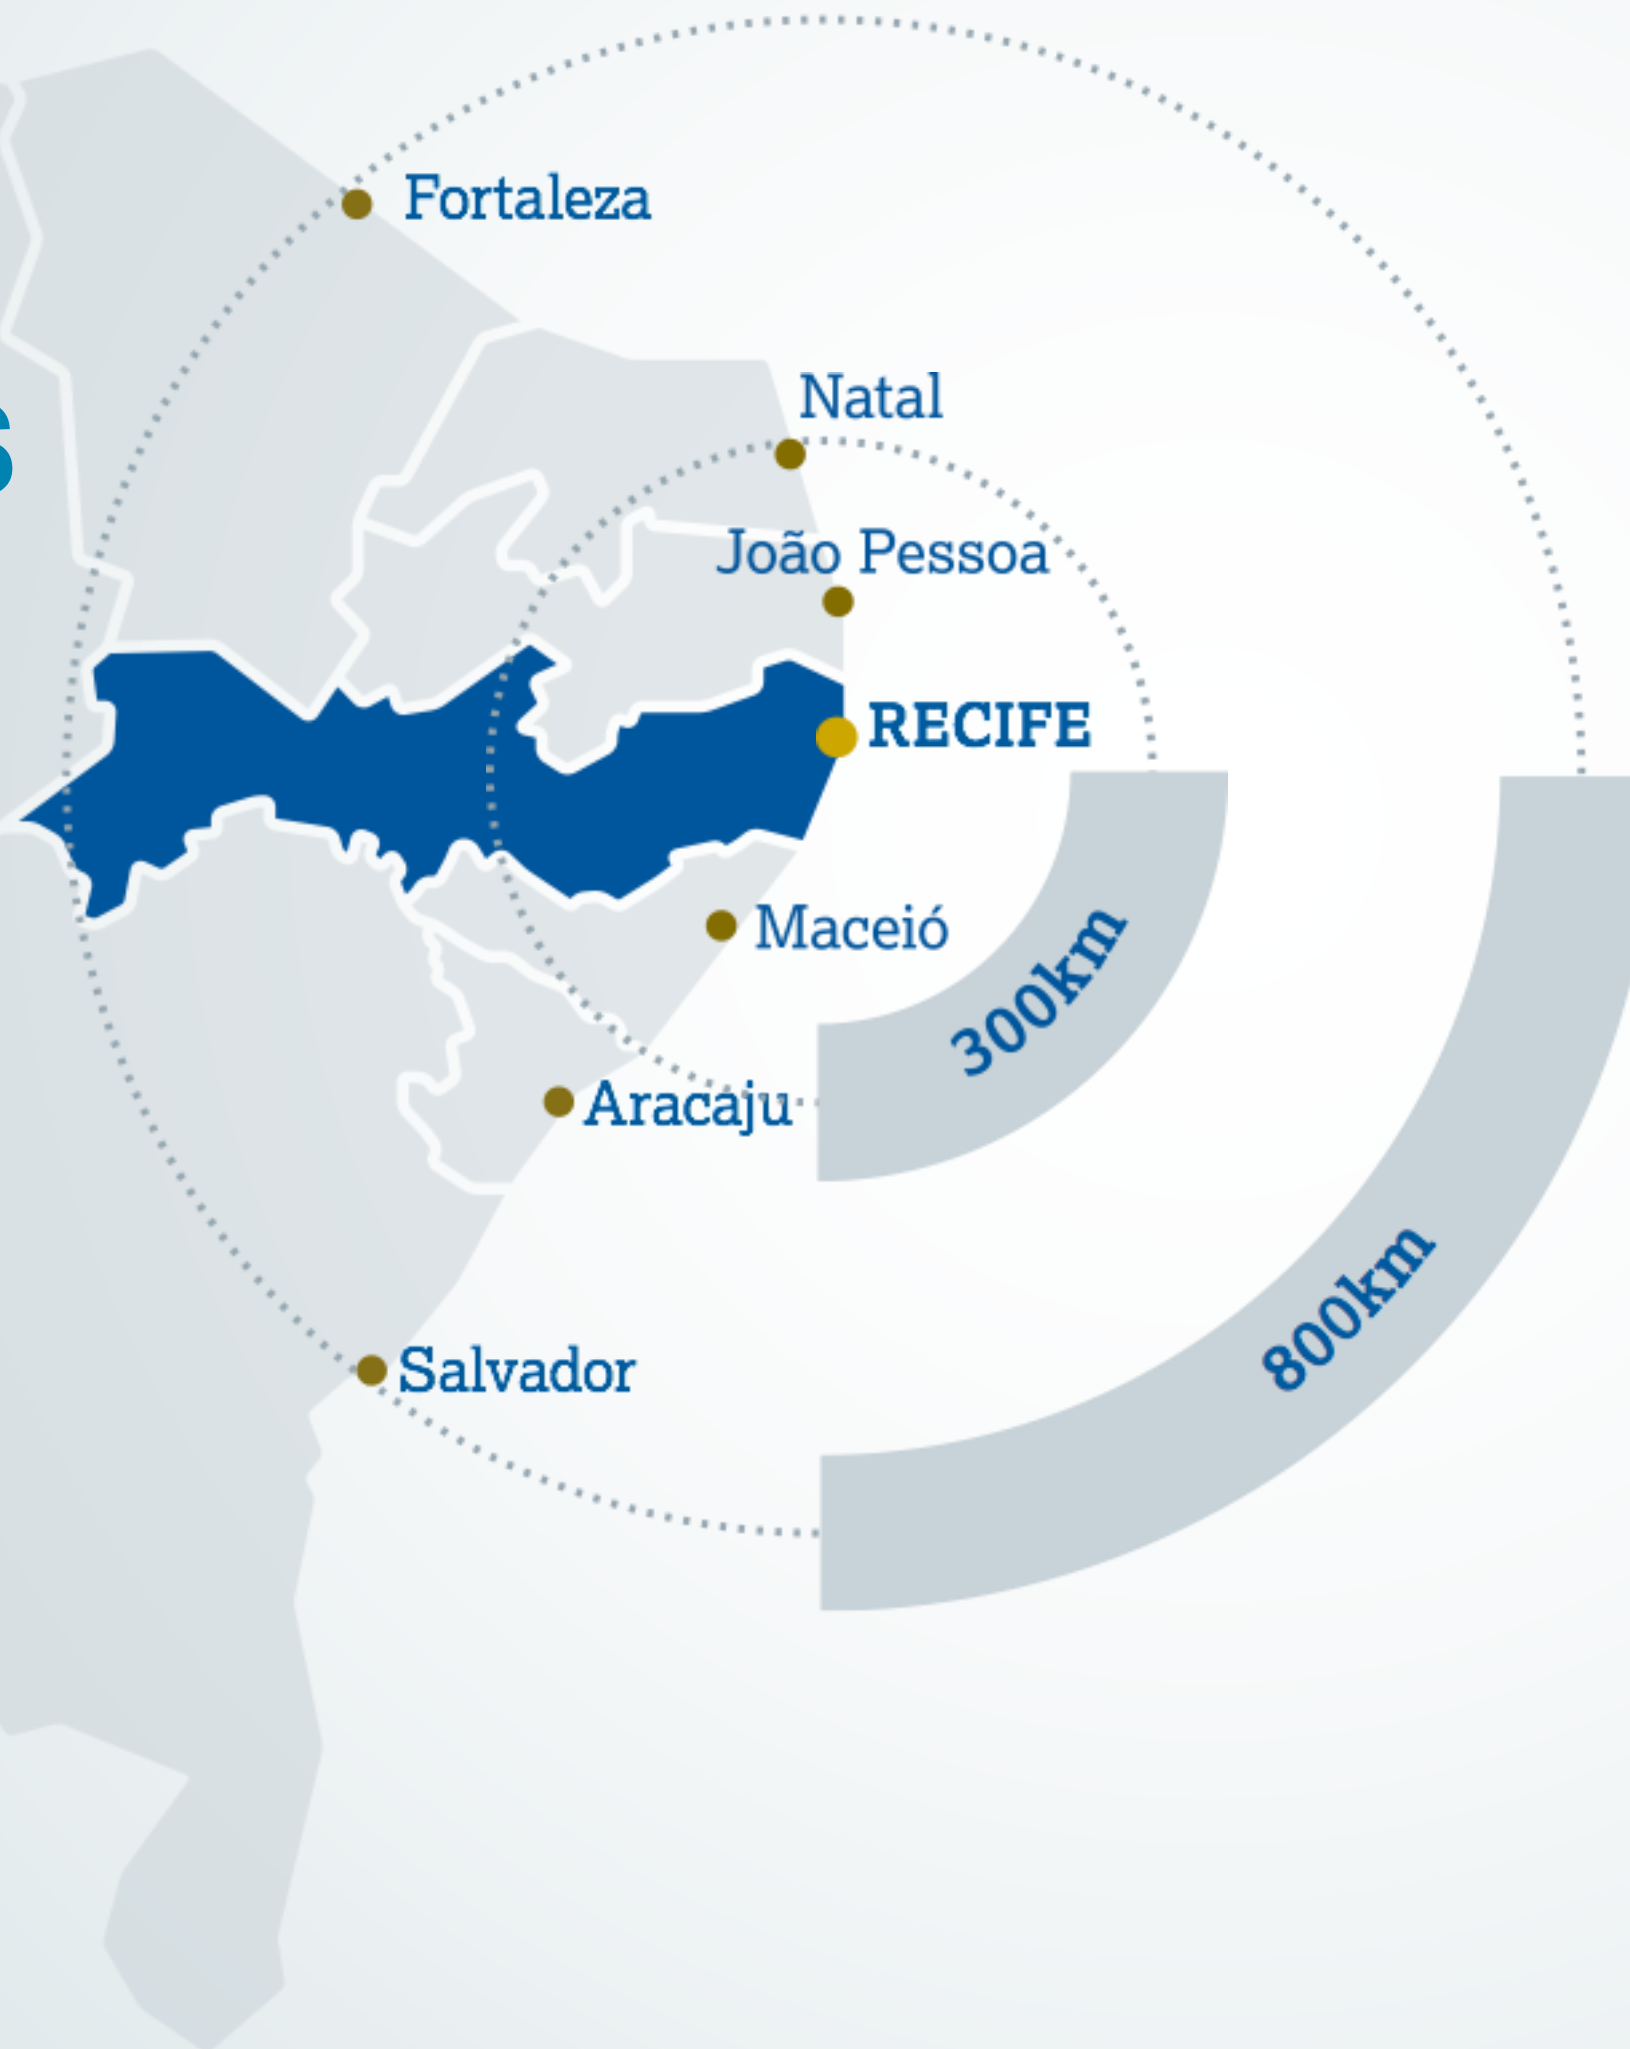 Fortaleza
Natal
s
João Pessoa
RECIFE
Maceió
300km
Aracaju
800km
Salvador